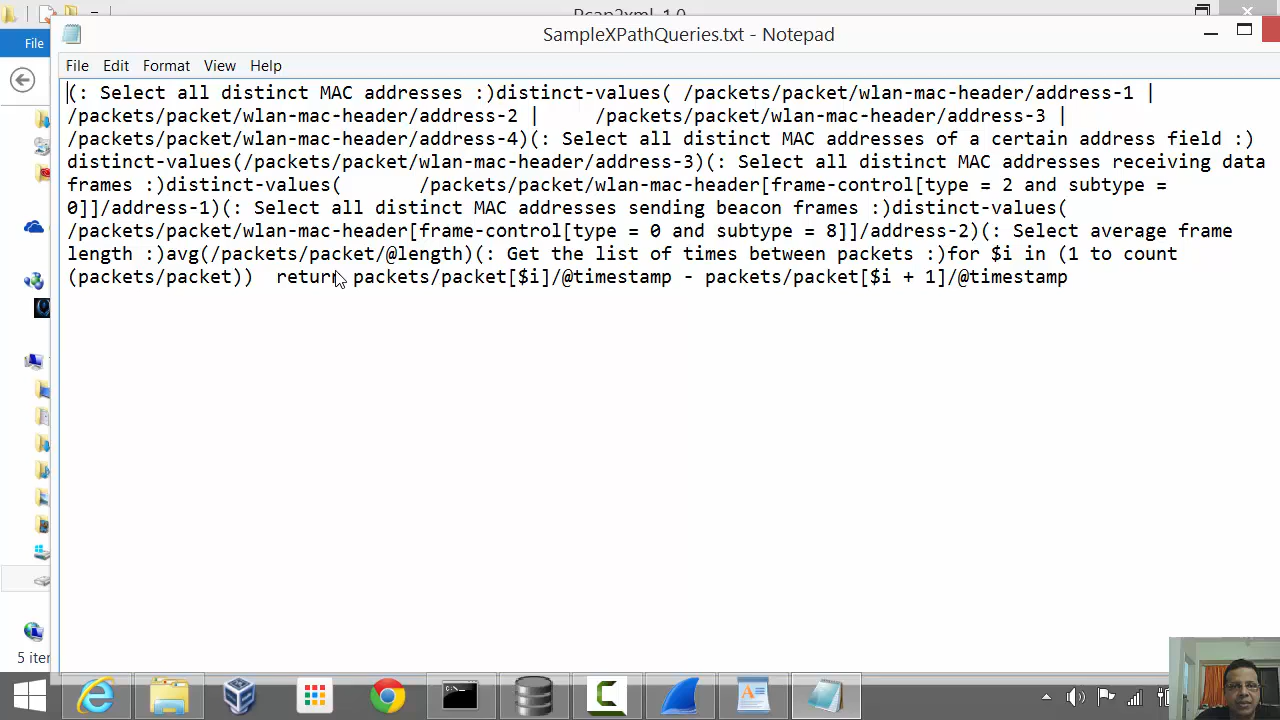 Pcap2xml_1.0
SampleXPathQueries.txt - Notepad
File
File Edit Format View Help
(: Select all distinct MAC addresses :)distinct-values( /packets/packet/wlan-mac-header/address-1 |
/packets/packet/wlan-mac-header/address-2 | /packets/packet/wlan-mac-header/address-3 |
/packets/packet/wlan-mac-header/address-4)(: Select all distinct MAC addresses of a certain address field :)
distinct-values(/packets/packet/wlan-mac-header/address-3)(: Select all distinct MAC addresses receiving data
frames :)distinct-values( /packets/packet/wlan-mac-header[frame-control[type = 2 and subtype =
0]]/address-1)(: Select all distinct MAC addresses sending beacon frames :)distinct-values(
/packets/packet/wlan-mac-header[frame-control[type = 0 and subtype = 8]]/address-2)(: Select average frame
length :)avg(/packets/packet/@length)(: Get the list of times between packets :)for $i in (1 to count
(packets/packet)) return packets/packet[$i]/@timestamp - packets/packet[$i + 1]/@timestamp
5 iter